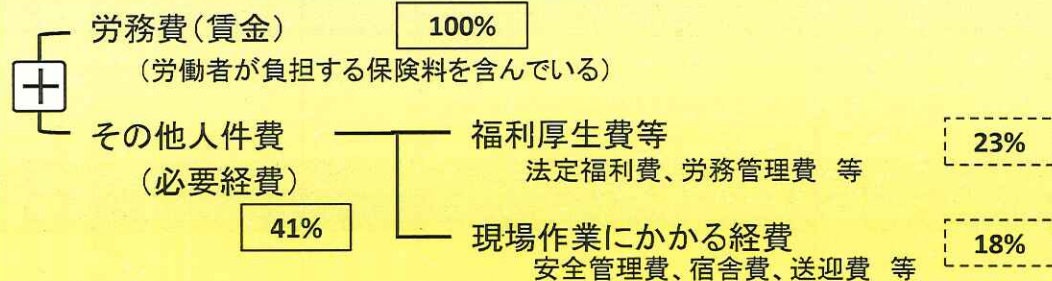 労務費(賃金) 100%
(労働者が負担する保険料を含んでいる)
+
その他人件費
(必要経費)
41%
福利厚生費等 23%
法定福利費、労務管理費 等
現場作業にかかる経費 18%
安全管理費、宿舎費、送迎費 等